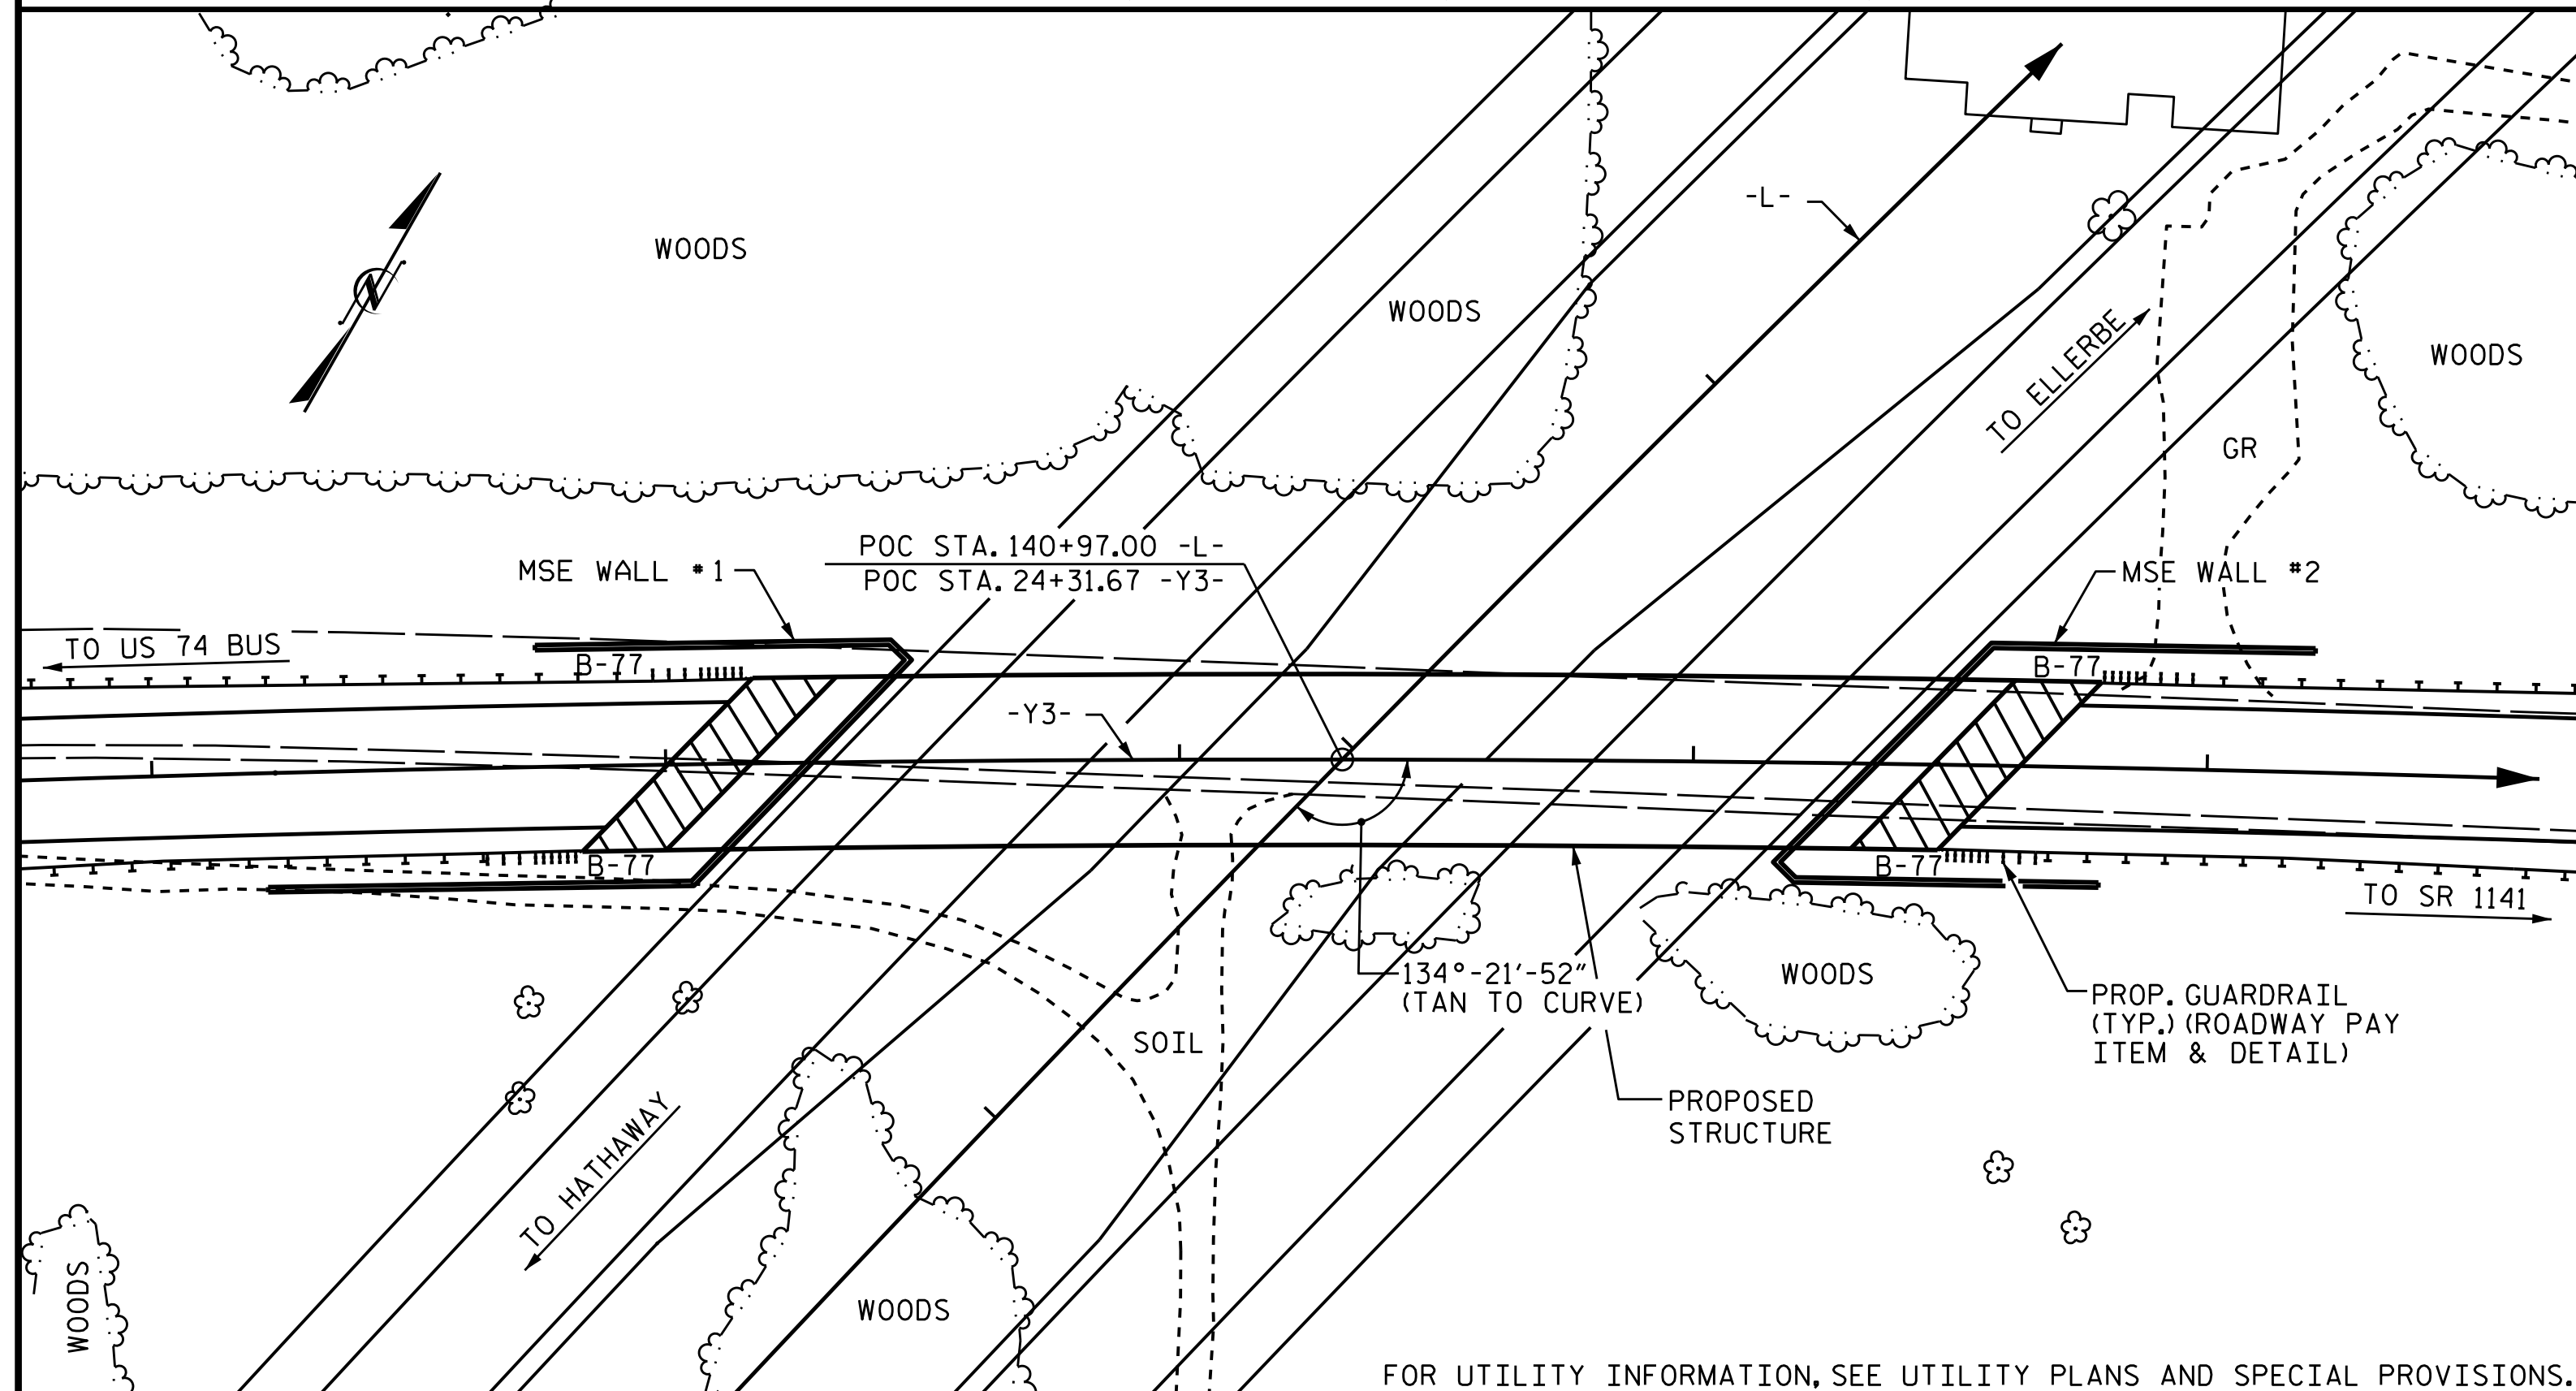 -L-
N
WOODS
WOODS
TO ELLERBE
WOODS
GR
POC STA. 140+97.00 -L-
POC STA. 24+31.67 -Y3-
MSE WALL #1
MSE WALL #2
TO US 74 BUS
B-77
B-77
-Y3-
B-77
B-77
TO SR 1141
134°-21'-52"
(TAN TO CURVE)
WOODS
PROP. GUARDRAIL
(TYP.) (ROADWAY PAY
ITEM & DETAIL)
SOIL
PROPOSED
STRUCTURE
TO HATHAWAY
WOODS
WOODS
FOR UTILITY INFORMATION, SEE UTILITY PLANS AND SPECIAL PROVISIONS.